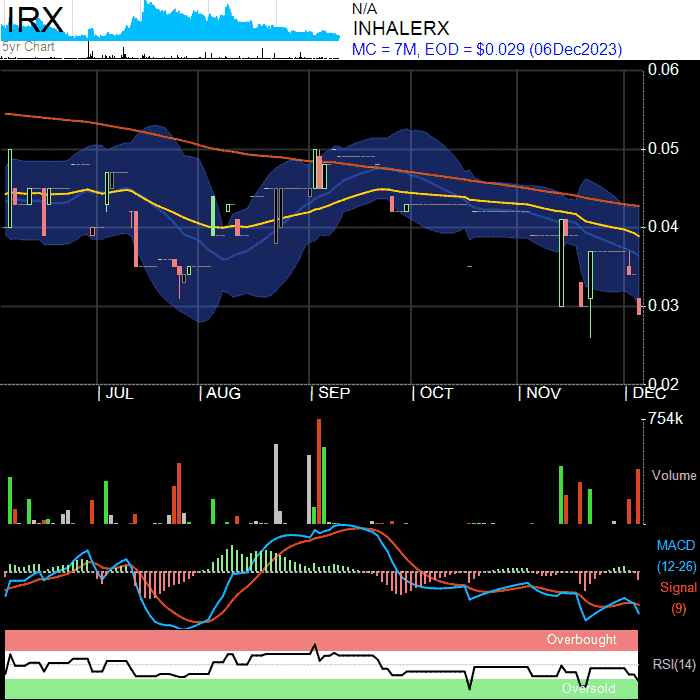 IRX
5yr Chart
N/A
INHALERX
MC = 7M, EOD = $0.029 (06Dec2023)
0.06
0.05
0.04
0.03
0.02
| JUL | AUG | SEP | OCT | NOV | DEC
754k
Volume
MACD
(12-26)
Signal
(9)
Overbought
RSI(14)
Oversold